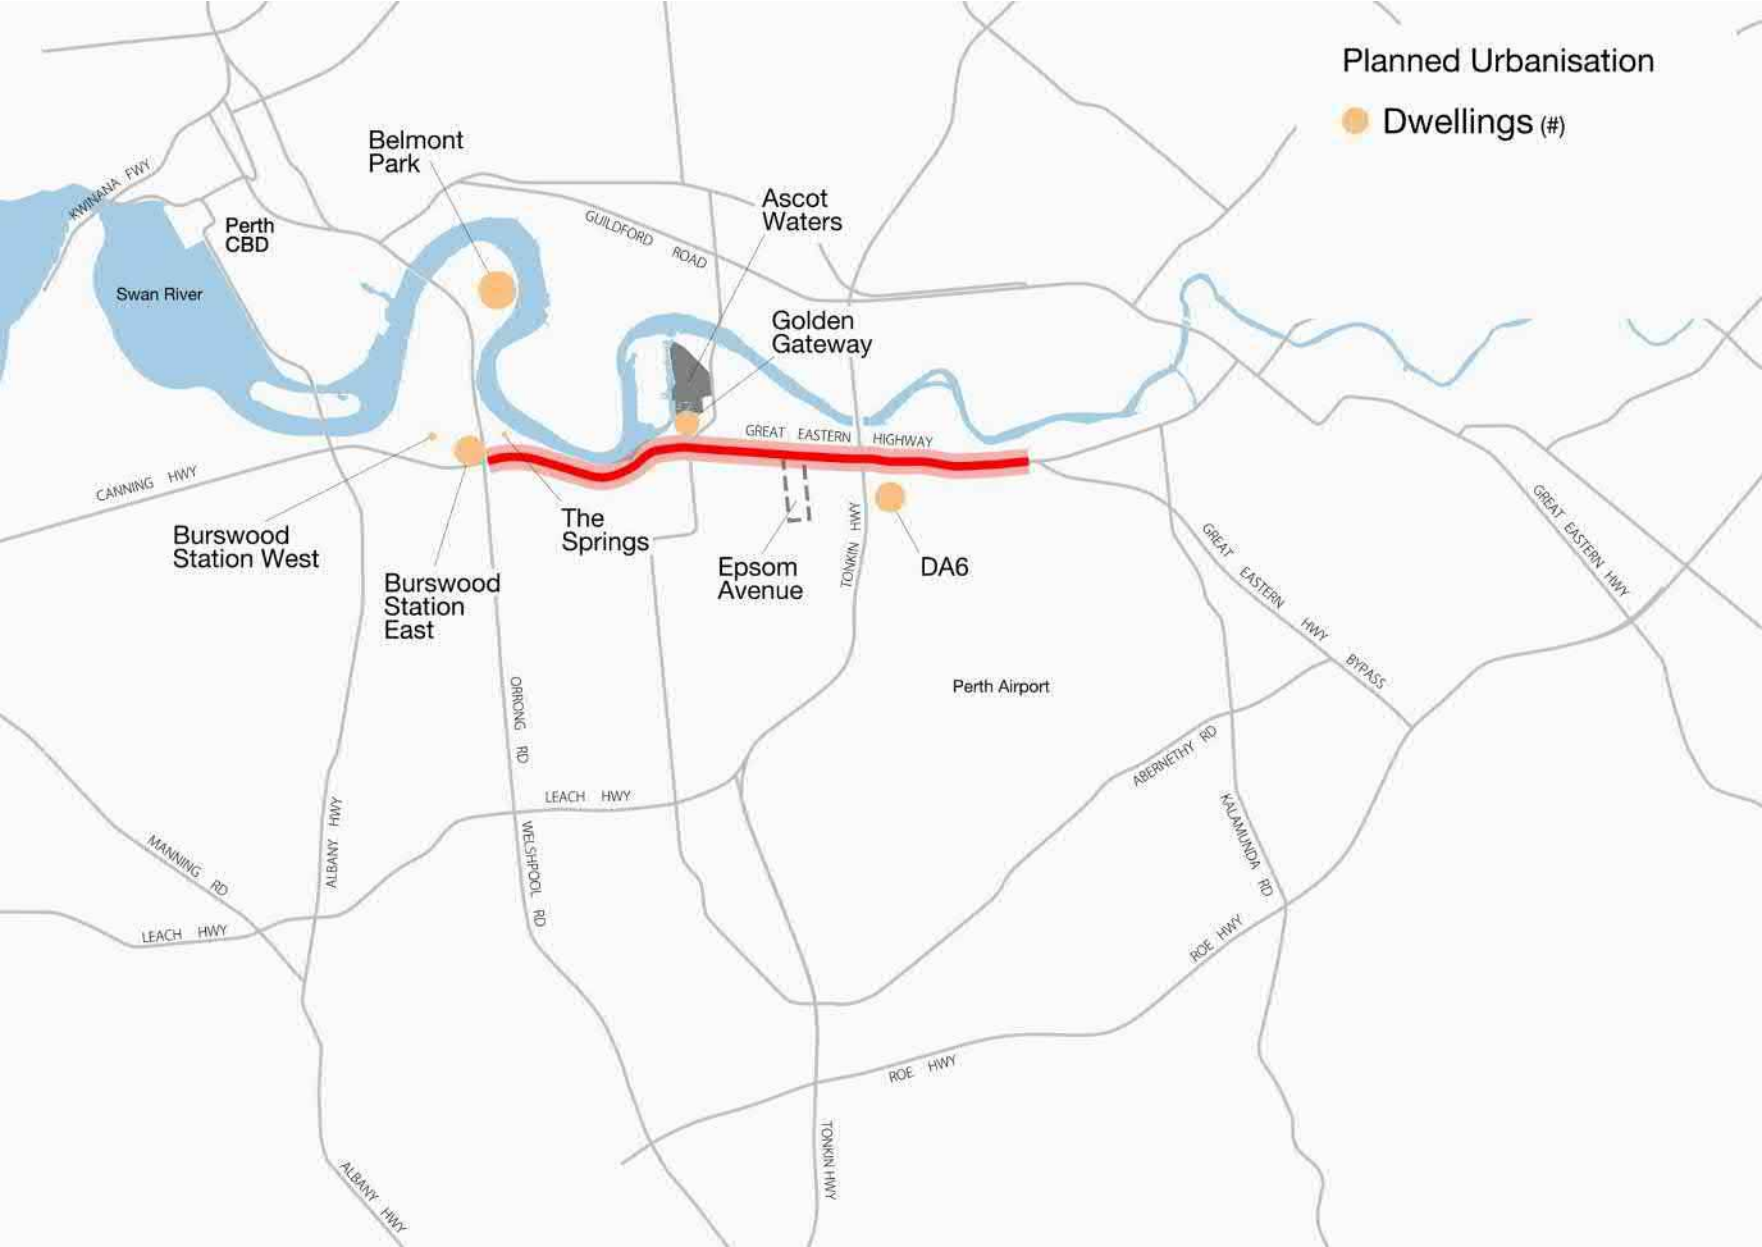 Planned Urbanisation
Dwellings (#)
Belmont
Park
KWINANA FWY
Perth
CBD
Swan River
GUILDFORD ROAD
Ascot
Waters
Golden
Gateway
GREAT EASTERN HIGHWAY
CANNING HWY
Burswood
Station West
Burswood
Station
East
The
Springs
Epsom
Avenue
TONKIN HWY
DA6
GREAT EASTERN HWY BYPASS
GREAT EASTERN HWY
Perth Airport
ORRONG RD
LEACH HWY
ABERNETHY RD
KALAMUNDA RD
MANNING RD
ALBANY HWY
WELSHPOOL RD
LEACH HWY
ROE HWY
ROE HWY
TONKIN HWY
ALBANY HWY